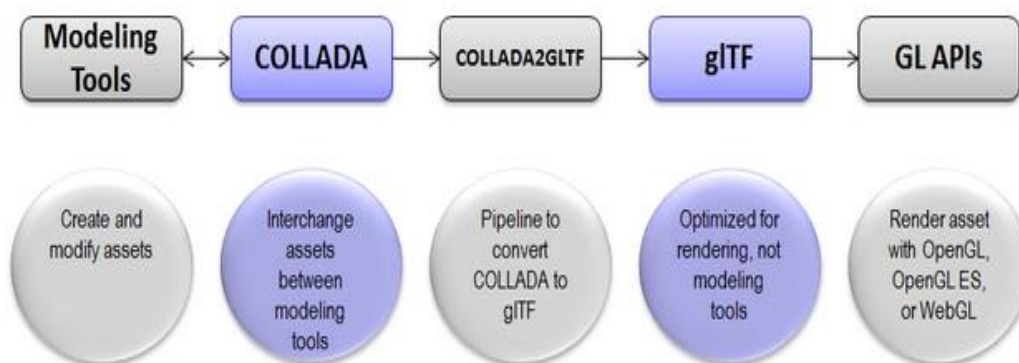 Modeling
Tools
COLLADA
COLLADA2GLTF
glTF
GL APIs
Create and
modify assets
Interchange
assets
between
modeling
tools
Pipeline to
convert
COLLADA to
glTF
Optimized for
rendering, not
modeling
tools
Render asset
with OpenGL,
OpenGL ES,
or WebGL